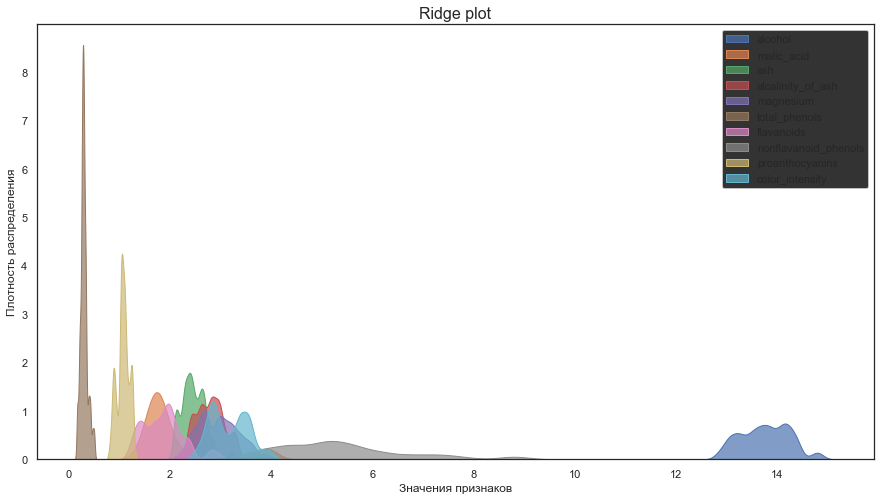 Ridge plot
alcohol
malic_acid
ash
alcalinity_of_ash
magnesium
total_phenols
flavanoids
nonflavanoid_phenols
proanthocyanins
color_intensity
Плотность распределения
8
7
6
5
4
3
2
1
0
0 2 4 6 8 10 12 14
Значения признаков